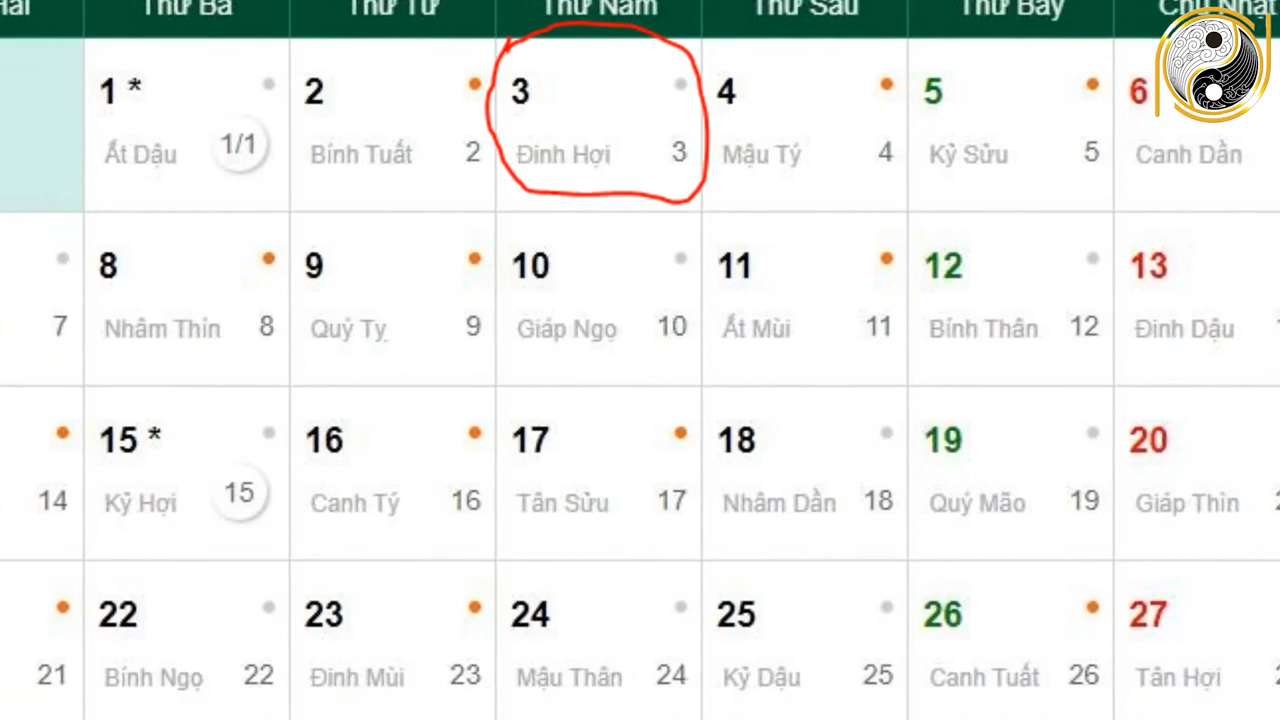 Hai Thứ Ba Thứ Tư Thứ Năm Thứ Sáu Thứ Bảy Chủ Nhật
1 * 2 3 4 5 6
Ất Dậu 1/1 Bính Tuất 2 Đinh Hợi 3 Mậu Tý 4 Kỷ Sửu 5 Canh Dần
8 9 10 11 12 13
7 Nhâm Thìn 8 Quý Tỵ 9 Giáp Ngọ 10 Ất Mùi 11 Bính Thân 12 Đinh Dậu
15 * 16 17 18 19 20
14 Kỷ Hợi 15 Canh Tý 16 Tân Sửu 17 Nhâm Dần 18 Quý Mão 19 Giáp Thìn
22 23 24 25 26 27
21 Bính Ngọ 22 Đinh Mùi 23 Mậu Thân 24 Kỷ Dậu 25 Canh Tuất 26 Tân Hợi